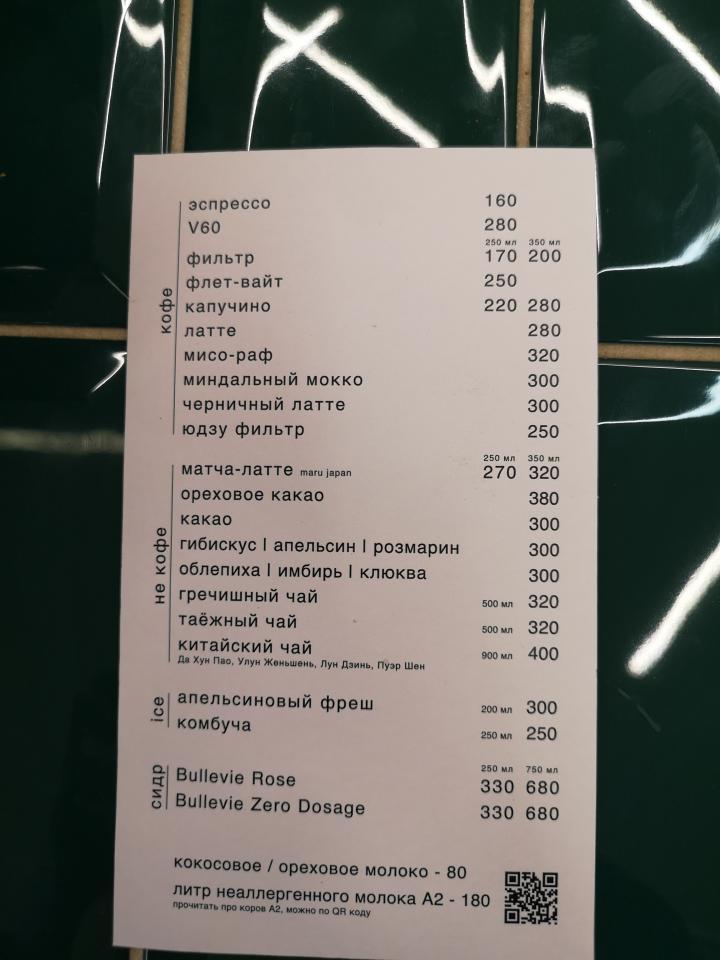 кофе
эспрессо 160
V60 280
250 мл 350 мл
фильтр 170 200
флет-вайт 250
капучино 220 280
латте 280
мисо-раф 320
миндальный мокко 300
черничный латте 300
юдзу фильтр 250
не кофе
250 мл 350 мл
матча-латте maru japan 270 320
ореховое какао 380
какао 300
гибискус | апельсин | розмарин 300
облепиха | имбирь | клюква 300
гречишный чай 500 мл 320
таёжный чай 500 мл 320
китайский чай 900 мл 400
Да Хун Пао, Улун Женьшень, Лун Дзинь, Пуэр Шен
ice
апельсиновый фреш 200 мл 300
комбуча 250 мл 250
сидр
250 мл 750 мл
Bullevie Rose 330 680
Bullevie Zero Dosage 330 680
кокосовое / ореховое молоко - 80
литр неаллергенного молока А2 - 180
прочитать про коров А2, можно по QR коду